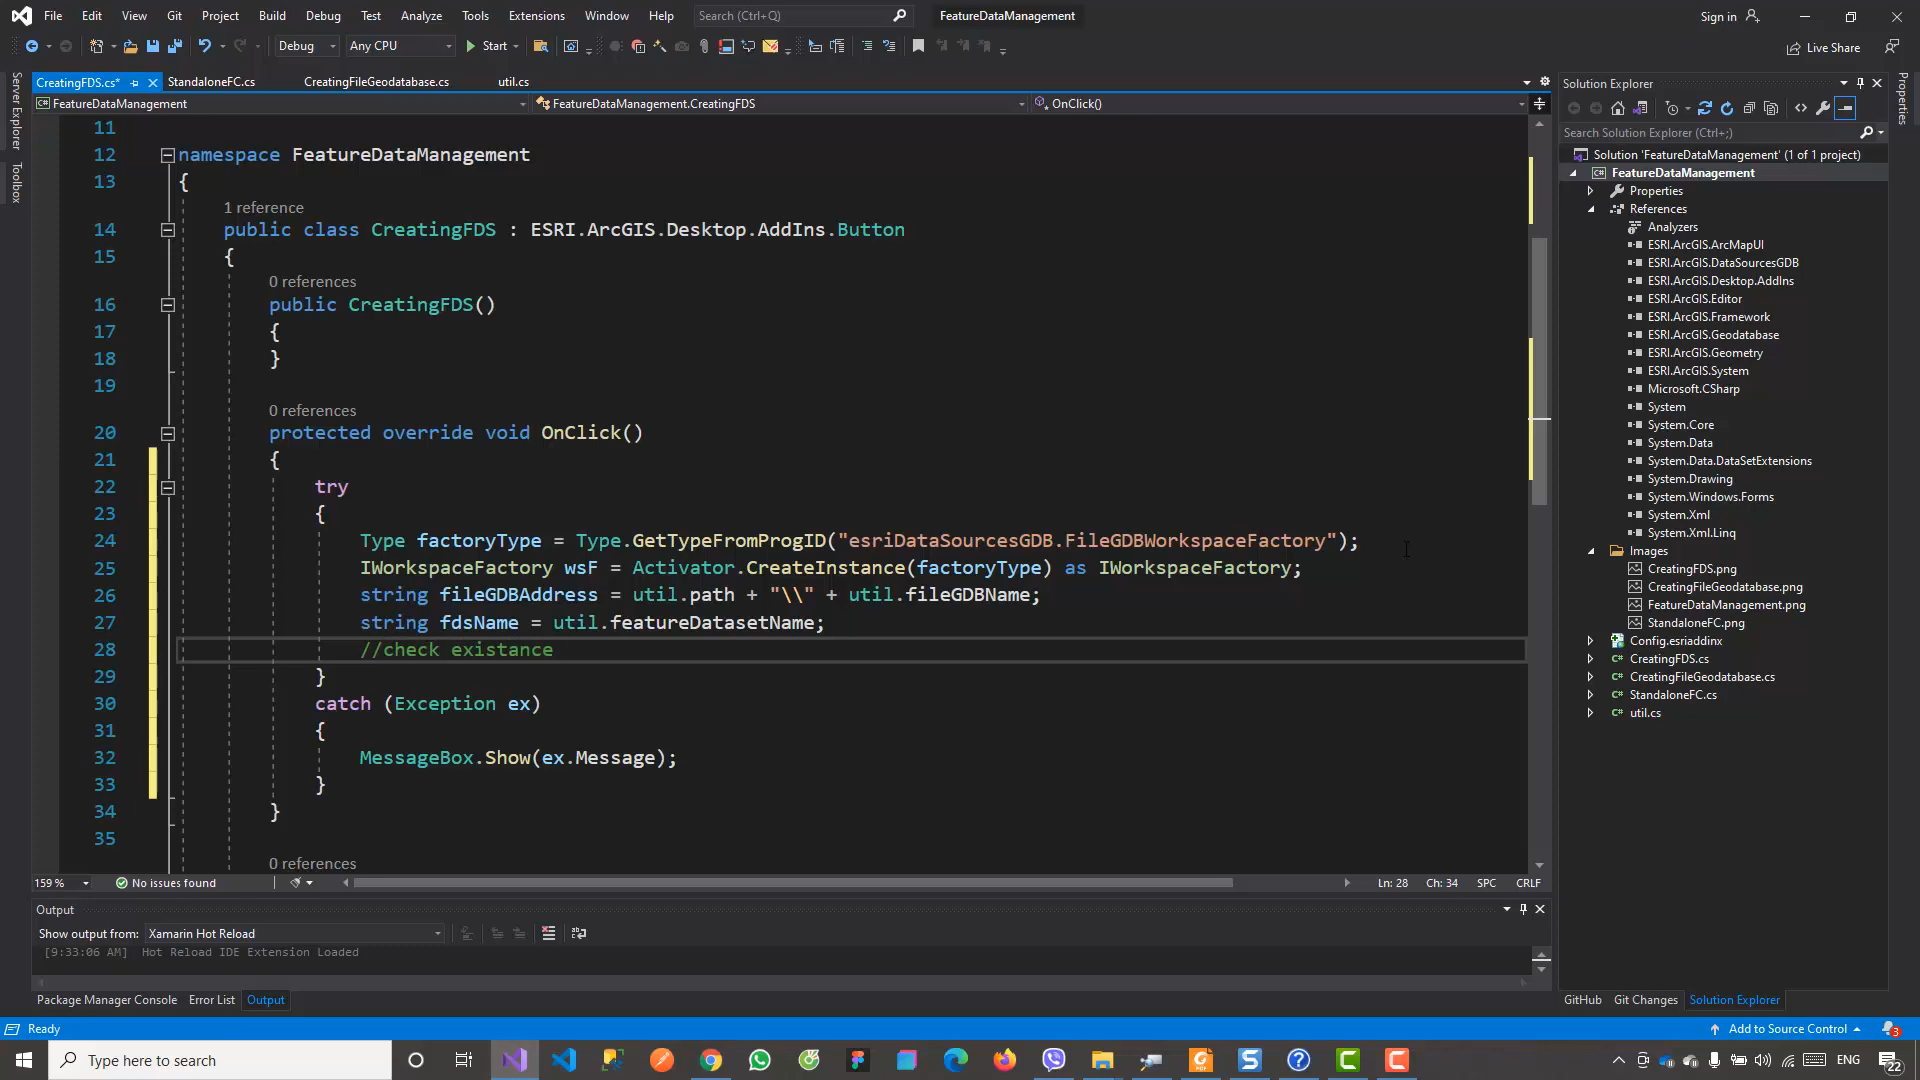 File Edit View Git Project Build Debug Test Analyze Tools Extensions Window Help Search (Ctrl+Q) FeatureDataManagement Sign in
Debug Any CPU Start Live Share
CreatingFDS.cs* StandaloneFC.cs CreatingFileGeodatabase.cs util.cs
FeatureDataManagement FeatureDataManagement.CreatingFDS OnClick()
11
12 namespace FeatureDataManagement
13 {
1 reference
14 public class CreatingFDS : ESRI.ArcGIS.Desktop.AddIns.Button
15 {
0 references
16 public CreatingFDS()
17 {
18 }
19
0 references
20 protected override void OnClick()
21 {
22 try
23 {
24 Type factoryType = Type.GetTypeFromProgID("esriDataSourcesGDB.FileGDBWorkspaceFactory");
25 IWorkspaceFactory wsF = Activator.CreateInstance(factoryType) as IWorkspaceFactory;
26 string fileGDBAddress = util.path + "\\" + util.fileGDBName;
27 string fdsName = util.featureDatasetName;
28 //check existance
29 }
30 catch (Exception ex)
31 {
32 MessageBox.Show(ex.Message);
33 }
34 }
35
0 references
159 % No issues found Ln: 28 Ch: 34 SPC CRLF
Output
Show output from: Xamarin Hot Reload
[9:33:06 AM] Hot Reload IDE Extension Loaded
Package Manager Console Error List Output
Server Explorer
Toolbox
Solution Explorer
Search Solution Explorer (Ctrl+;)
Solution 'FeatureDataManagement' (1 of 1 project)
FeatureDataManagement
Properties
References
Analyzers
ESRI.ArcGIS.ArcMapUI
ESRI.ArcGIS.DataSourcesGDB
ESRI.ArcGIS.Desktop.AddIns
ESRI.ArcGIS.Editor
ESRI.ArcGIS.Framework
ESRI.ArcGIS.Geodatabase
ESRI.ArcGIS.Geometry
ESRI.ArcGIS.System
Microsoft.CSharp
System
System.Core
System.Data
System.Data.DataSetExtensions
System.Drawing
System.Windows.Forms
System.Xml
System.Xml.Linq
Images
CreatingFDS.png
CreatingFileGeodatabase.png
FeatureDataManagement.png
StandaloneFC.png
Config.esriaddinx
CreatingFDS.cs
CreatingFileGeodatabase.cs
StandaloneFC.cs
util.cs
GitHub Git Changes Solution Explorer
Properties
Ready Add to Source Control 3
Type here to search ENG 22